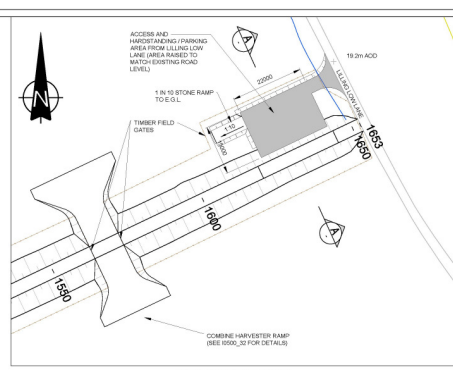 N
ACCESS AND
HARDSTANDING / PARKING
AREA FROM LILLING LOW
LANE (AREA RAISED TO
MATCH EXISTING ROAD
LEVEL)
A
19.2m AOD
LILLING LOW LANE
22000
1 IN 10 STONE RAMP
TO E.G.L
1:10
15000
TIMBER FIELD
GATES
1653
1650
1600
1550
A
COMBINE HARVESTER RAMP
(SEE I0500_32 FOR DETAILS)